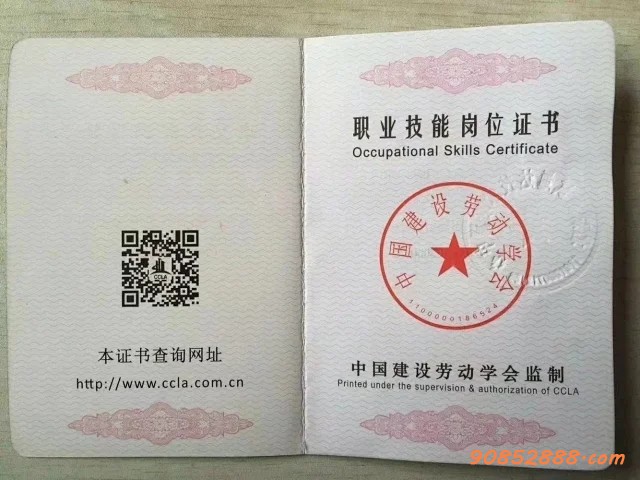 CCLA
本证书查询网址
http://www.ccla.com.cn
职业技能岗位证书
Occupational Skills Certificate
中国建设劳动学会
1100000186524
中国建设劳动学会监制
Printed under the supervision & authorization of CCLA
90852888.com